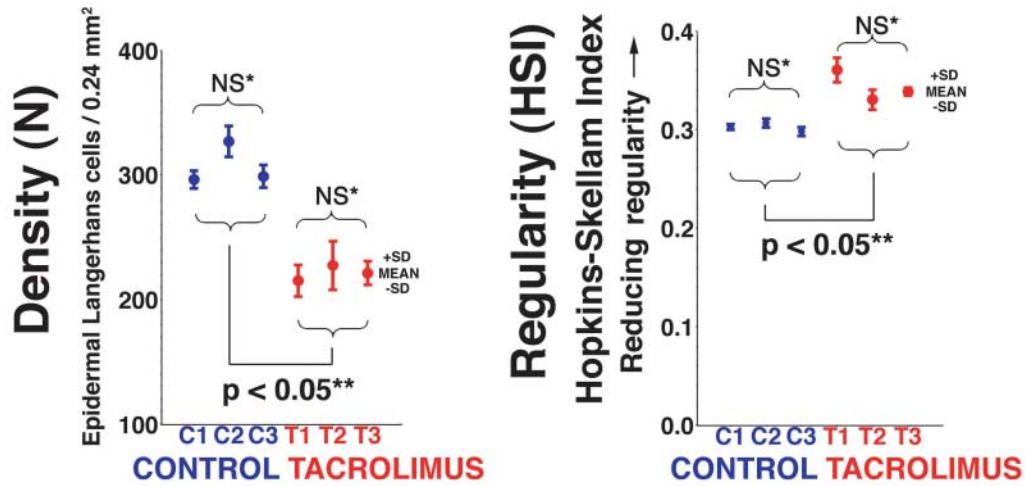 Density (N)
Epidermal Langerhans cells / 0.24 mm²
400
300
200
100
NS*
NS*
+SD
MEAN
-SD
p < 0.05**
C1 C2 C3 T1 T2 T3
CONTROL TACROLIMUS
Regularity (HSI)
Hopkins-Skellam Index
Reducing regularity →
0.4
0.3
0.2
0.1
0.0
NS*
NS*
+SD
MEAN
-SD
p < 0.05**
C1 C2 C3 T1 T2 T3
CONTROL TACROLIMUS